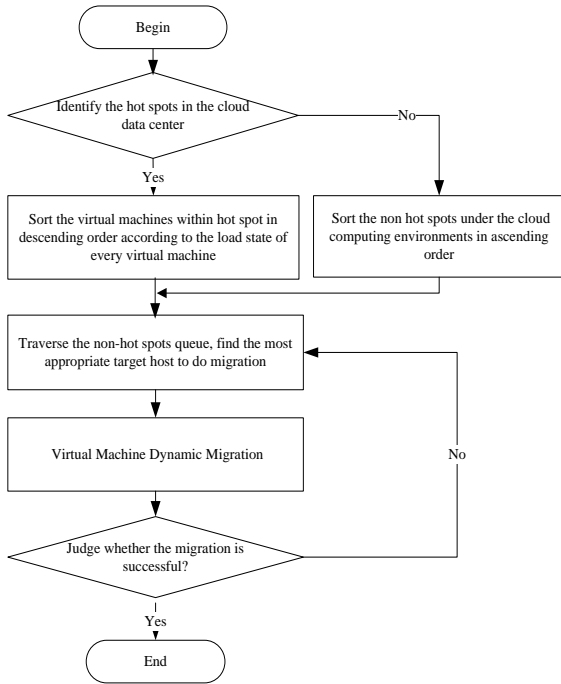 Begin
Identify the hot spots in the cloud
data center
No
Yes
Sort the virtual machines within hot spot in
descending order according to the load state of
every virtual machine
Sort the non hot spots under the cloud
computing environments in ascending
order
Traverse the non-hot spots queue, find the most
appropriate target host to do migration
Virtual Machine Dynamic Migration
No
Judge whether the migration is
successful?
Yes
End